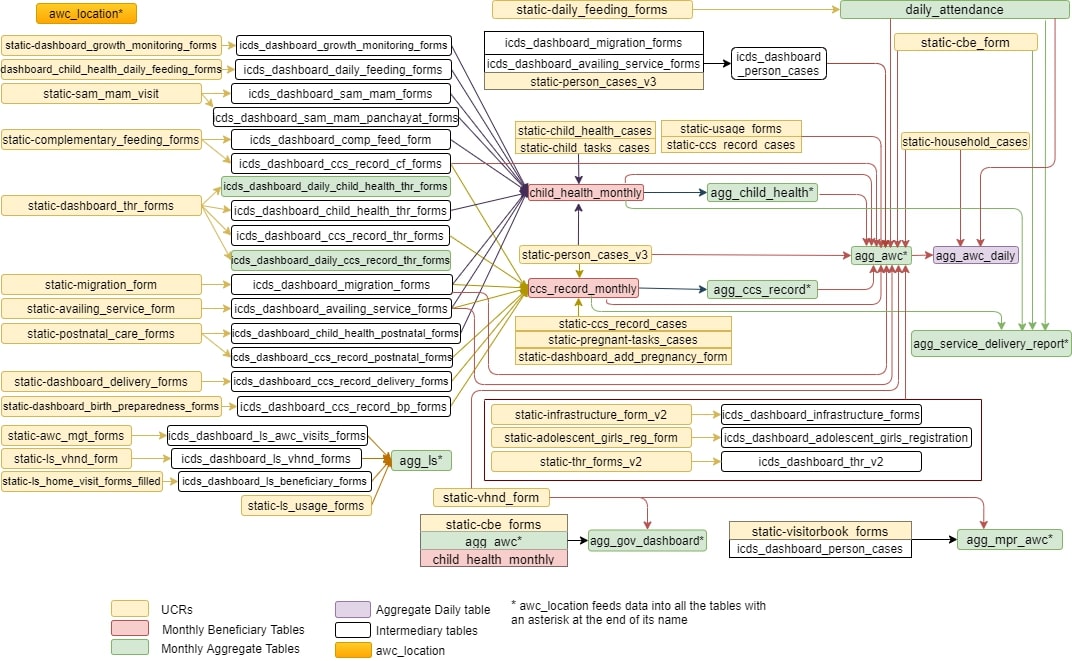 awc_location*
static-daily_feeding_forms
daily_attendance
static-cbe_form
static-dashboard_growth_monitoring_forms
icds_dashboard_growth_monitoring_forms
icds_dashboard_migration_forms
icds_dashboard_availing_service_forms
static-person_cases_v3
icds_dashboard
_person_cases
dashboard_child_health_daily_feeding_forms
icds_dashboard_daily_feeding_forms
static-sam_mam_visit
icds_dashboard_sam_mam_forms
icds_dashboard_sam_mam_panchayat_forms
static-child_health_cases
static-child_tasks_cases
static-usage_forms
static-ccs_record_cases
static-household_cases
static-complementary_feeding_forms
icds_dashboard_comp_feed_form
icds_dashboard_ccs_record_cf_forms
icds_dashboard_daily_child_health_thr_forms
child_health_monthly
agg_child_health*
static-dashboard_thr_forms
icds_dashboard_child_health_thr_forms
icds_dashboard_ccs_record_thr_forms
icds_dashboard_daily_ccs_record_thr_forms
static-person_cases_v3
agg_awc*
agg_awc_daily
static-migration_form
icds_dashboard_migration_forms
ccs_record_monthly
agg_ccs_record*
static-availing_service_form
icds_dashboard_availing_service_forms
static-ccs_record_cases
static-pregnant-tasks_cases
static-dashboard_add_pregnancy_form
agg_service_delivery_report*
static-postnatal_care_forms
icds_dashboard_child_health_postnatal_forms
icds_dashboard_ccs_record_postnatal_forms
static-dashboard_delivery_forms
icds_dashboard_ccs_record_delivery_forms
static-dashboard_birth_preparedness_forms
icds_dashboard_ccs_record_bp_forms
static-infrastructure_form_v2
icds_dashboard_infrastructure_forms
static-adolescent_girls_reg_form
icds_dashboard_adolescent_girls_registration
static-thr_forms_v2
icds_dashboard_thr_v2
static-awc_mgt_forms
icds_dashboard_ls_awc_visits_forms
static-ls_vhnd_form
icds_dashboard_ls_vhnd_forms
agg_ls*
static-ls_home_visit_forms_filled
icds_dashboard_ls_beneficiary_forms
static-ls_usage_forms
static-vhnd_form
static-cbe_forms
agg_awc*
child_health_monthly
agg_gov_dashboard*
static-visitorbook_forms
icds_dashboard_person_cases
agg_mpr_awc*
UCRs
Monthly Beneficiary Tables
Monthly Aggregate Tables
Aggregate Daily table
Intermediary tables
awc_location
* awc_location feeds data into all the tables with
an asterisk at the end of its name